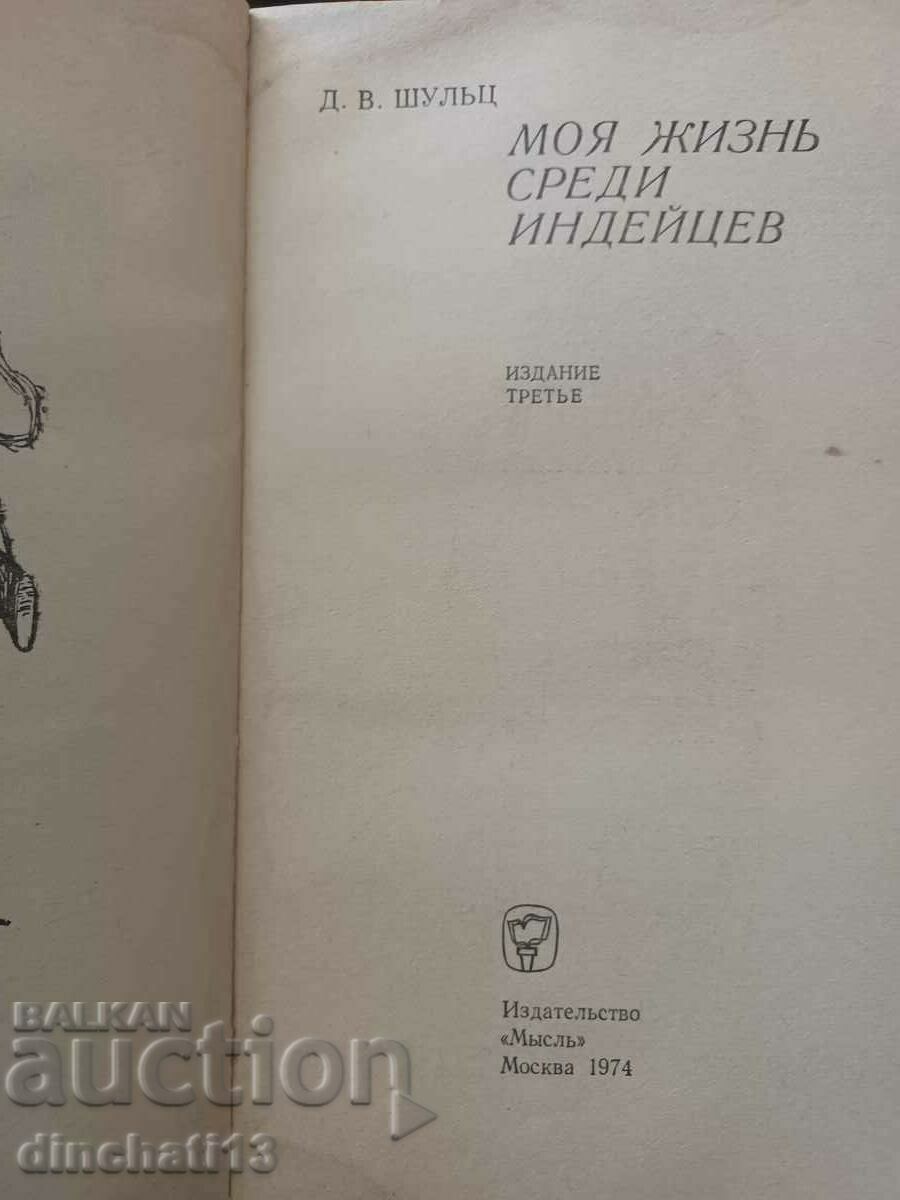 Д. В. ШУЛЬЦ
МОЯ ЖИЗНЬ
СРЕДИ
ИНДЕЙЦЕВ
ИЗДАНИЕ
ТРЕТЬЕ
Издательство
«Мысль»
Москва 1974
BALKAN
auction
dinchati13